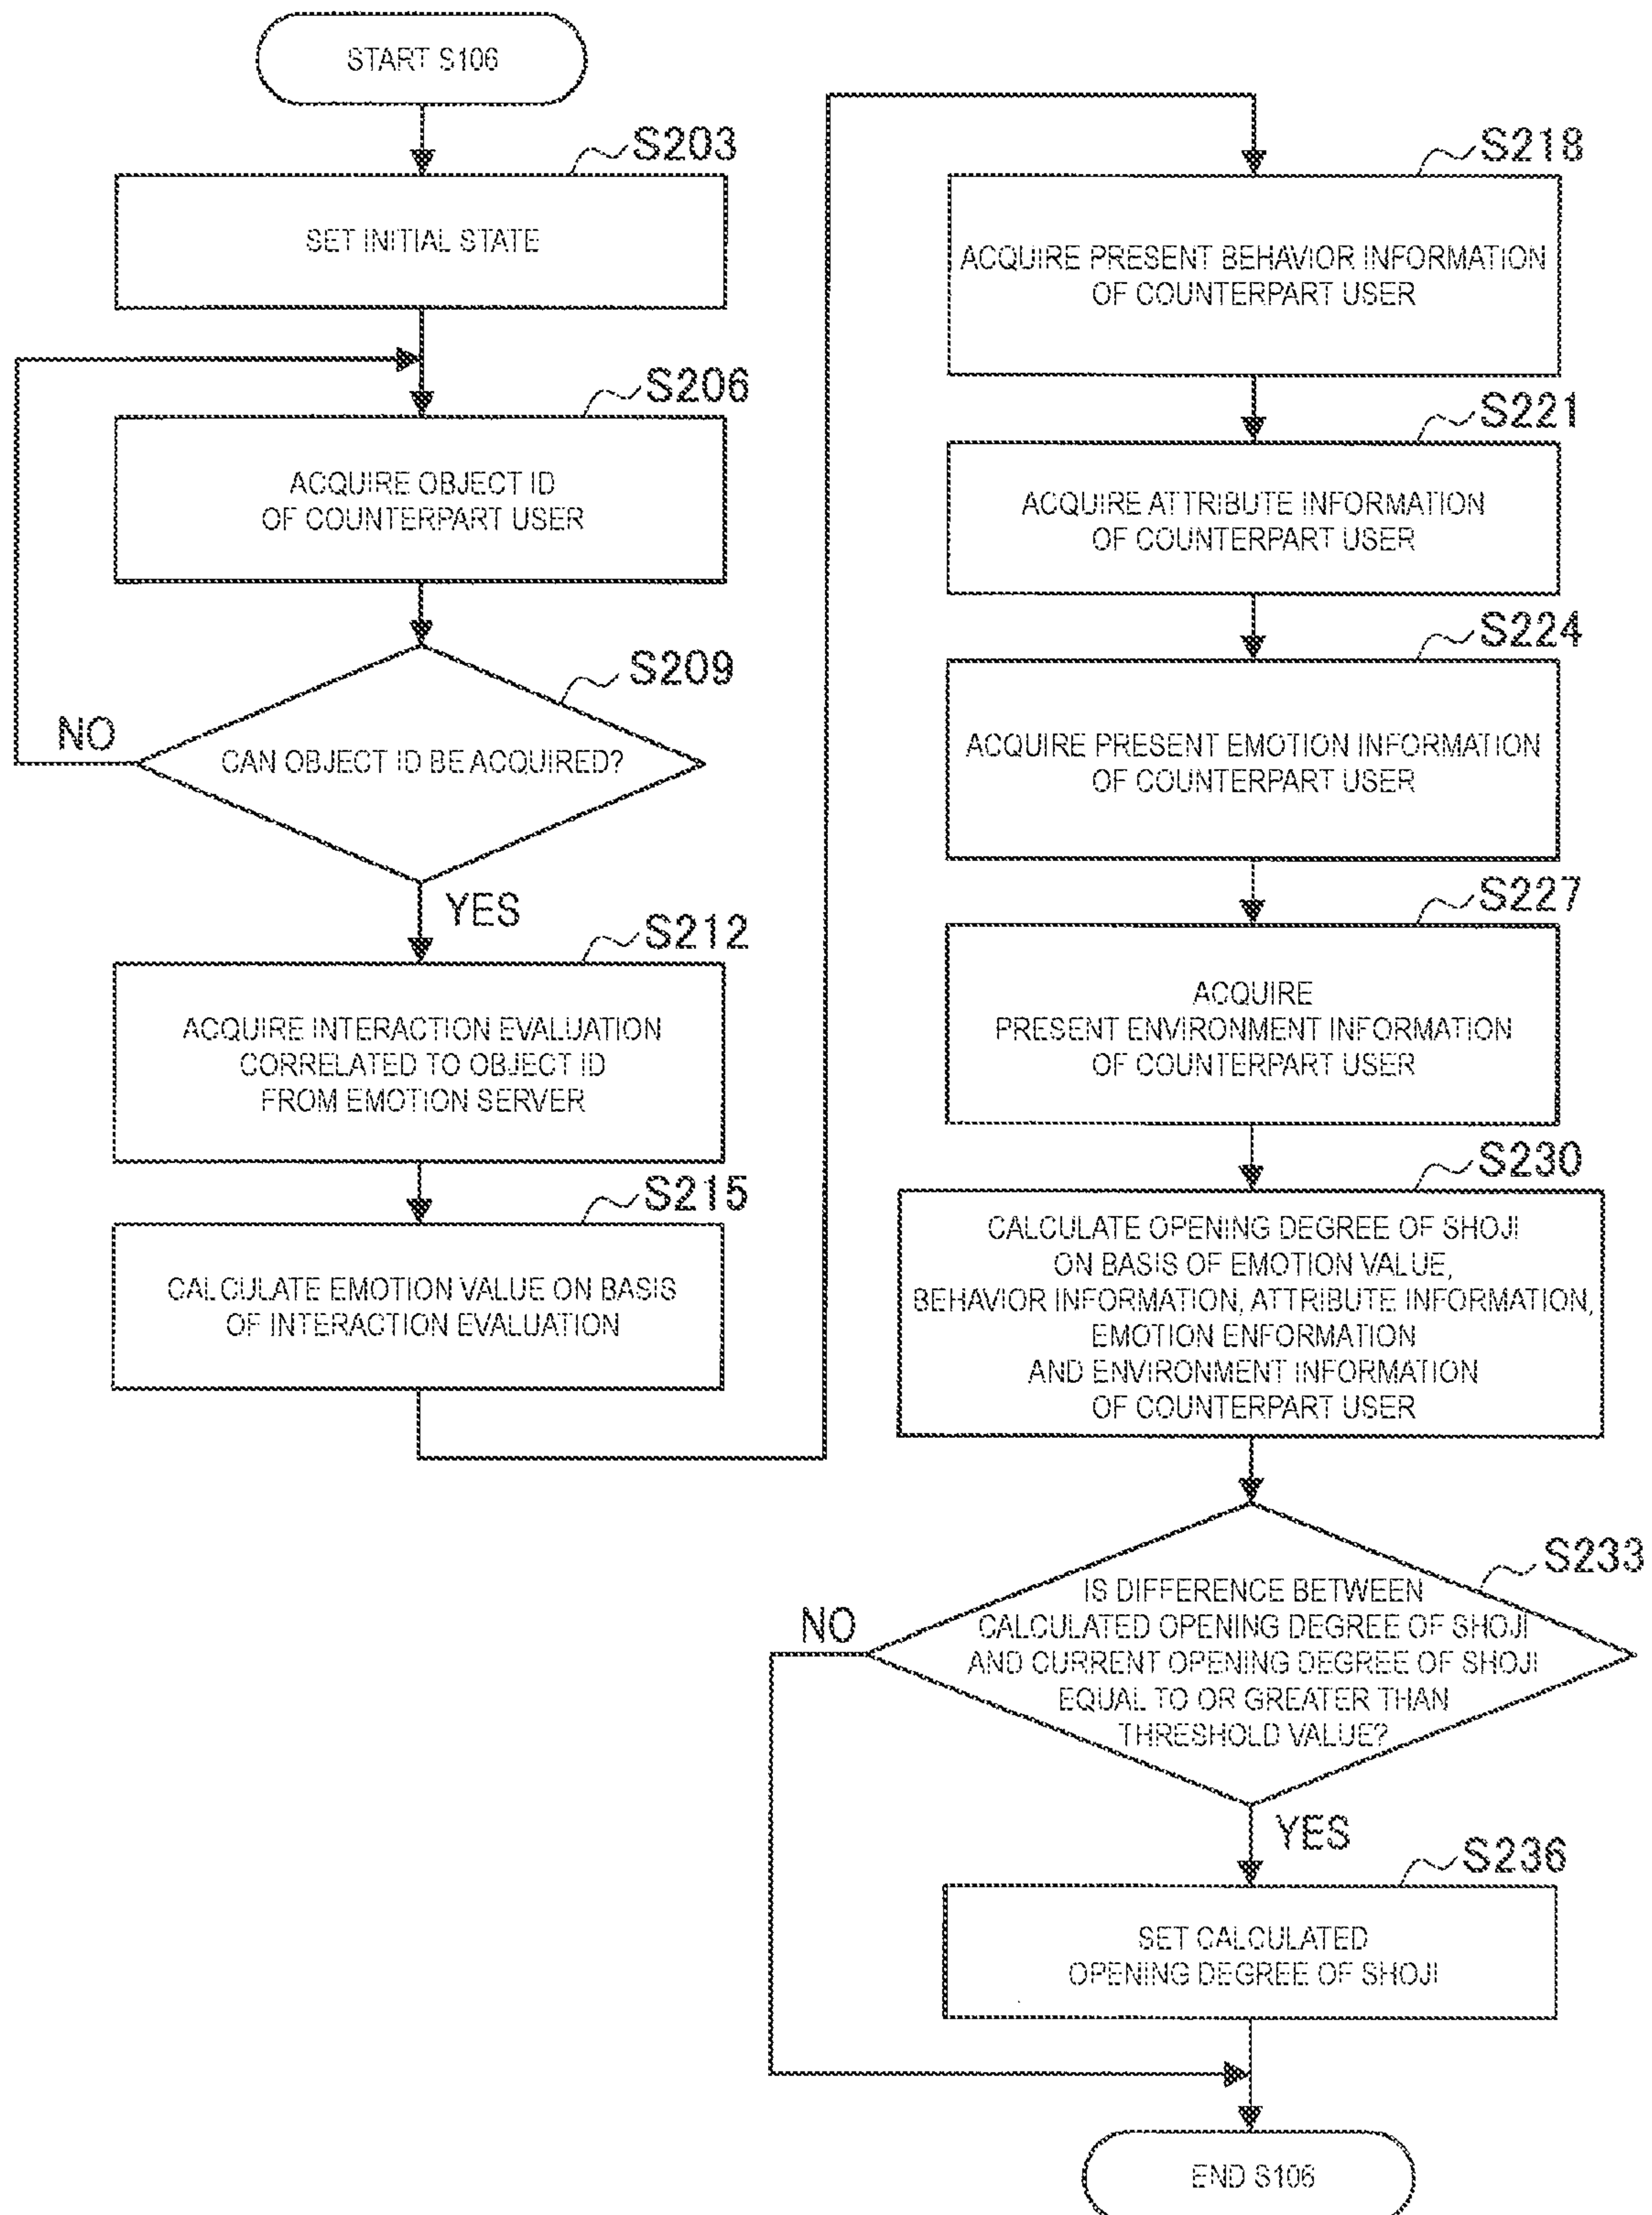 START S106
S203
SET INITIAL STATE
S206
ACQUIRE OBJECT ID
OF COUNTERPART USER
S209
NO
CAN OBJECT ID BE ACQUIRED?
YES
S212
ACQUIRE INTERACTION EVALUATION
CORRELATED TO OBJECT ID
FROM EMOTION SERVER
S215
CALCULATE EMOTION VALUE ON BASIS
OF INTERACTION EVALUATION
S218
ACQUIRE PRESENT BEHAVIOR INFORMATION
OF COUNTERPART USER
S221
ACQUIRE ATTRIBUTE INFORMATION
OF COUNTERPART USER
S224
ACQUIRE PRESENT EMOTION INFORMATION
OF COUNTERPART USER
S227
ACQUIRE
PRESENT ENVIRONMENT INFORMATION
OF COUNTERPART USER
S230
CALCULATE OPENING DEGREE OF SHOJI
ON BASIS OF EMOTION VALUE,
BEHAVIOR INFORMATION, ATTRIBUTE INFORMATION,
EMOTION ENFORMATION
AND ENVIRONMENT INFORMATION
OF COUNTERPART USER
S233
NO
IS DIFFERENCE BETWEEN
CALCULATED OPENING DEGREE OF SHOJI
AND CURRENT OPENING DEGREE OF SHOJI
EQUAL TO OR GREATER THAN
THRESHOLD VALUE?
YES
S236
SET CALCULATED
OPENING DEGREE OF SHOJI
END S106